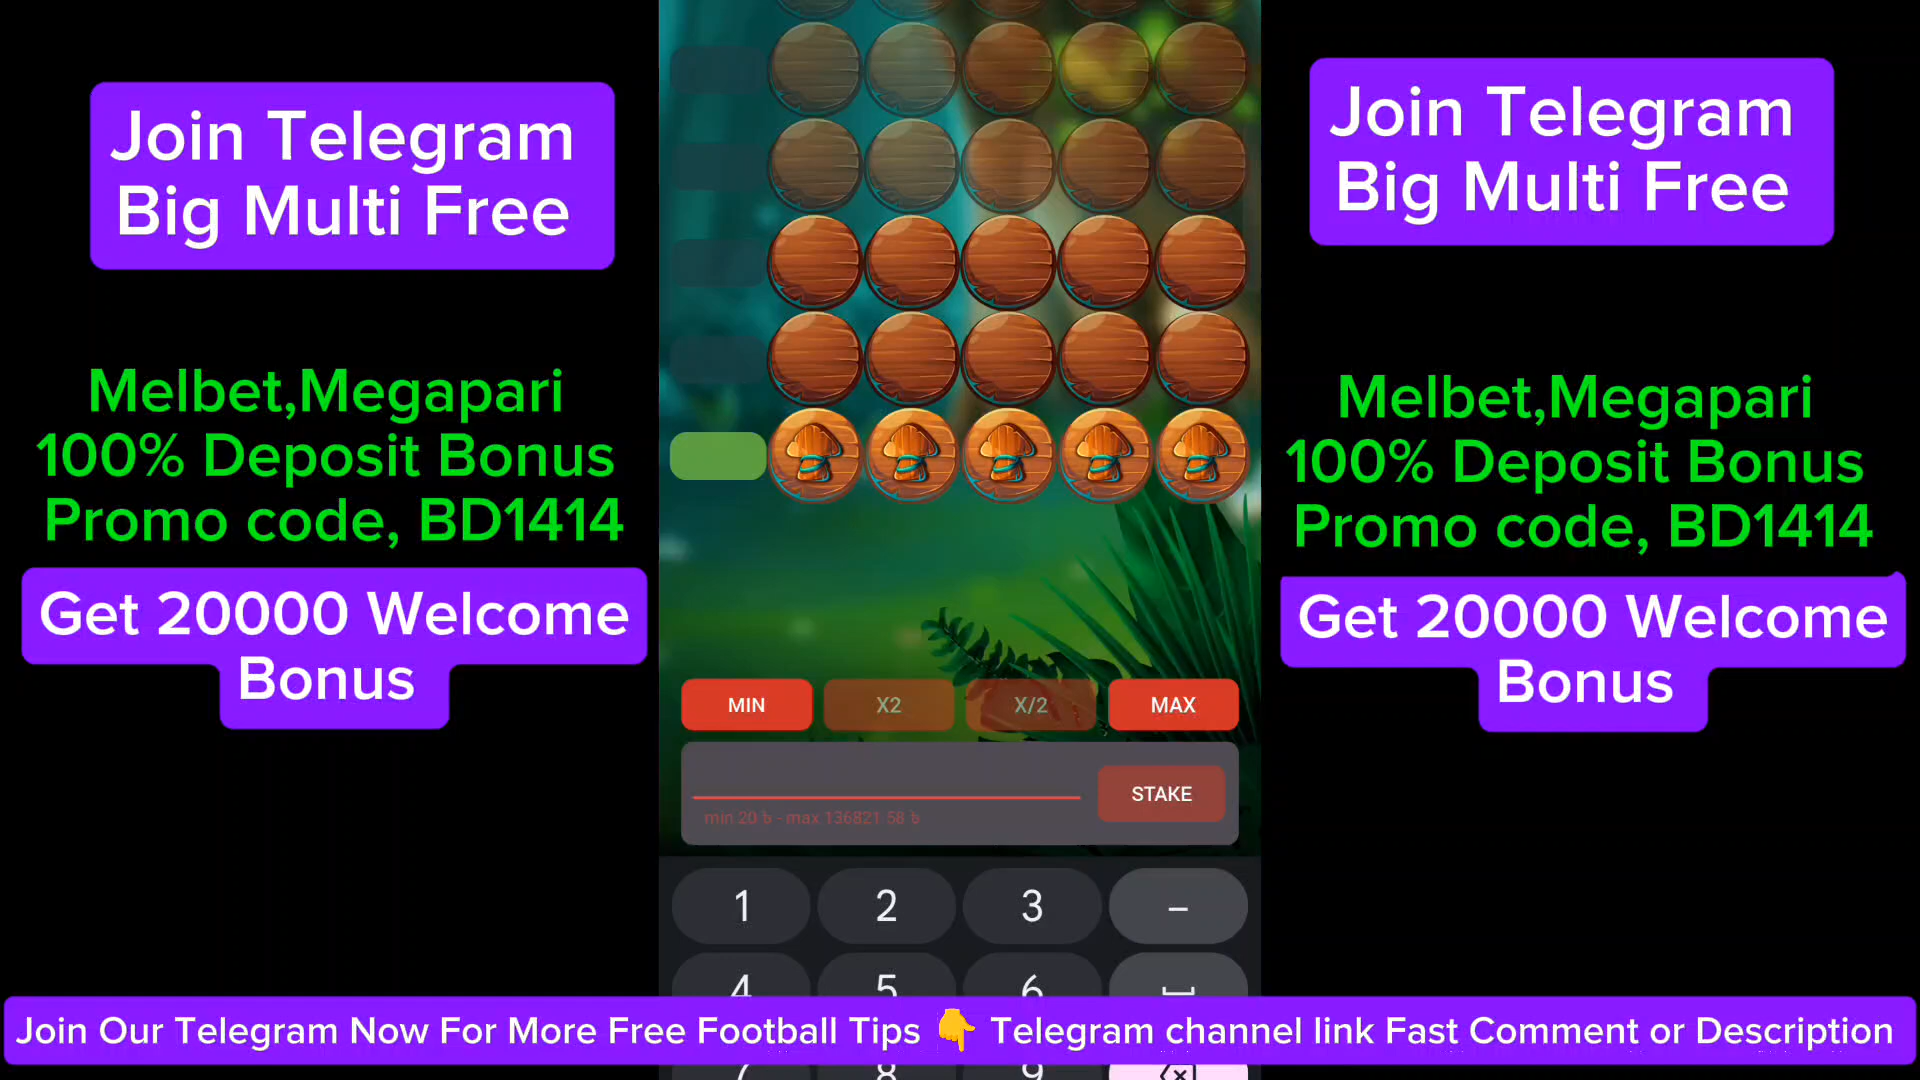 Join Telegram
Big Multi Free
Melbet,Megapari
100% Deposit Bonus
Promo code, BD1414
Get 20000 Welcome
Bonus
MIN
X2
X/2
MAX
STAKE
min 20 ৳ - max 136821.58 ৳
1
2
3
–
4
5
6
7
8
9
Join Telegram
Big Multi Free
Melbet,Megapari
100% Deposit Bonus
Promo code, BD1414
Get 20000 Welcome
Bonus
Join Our Telegram Now For More Free Football Tips 👇 Telegram channel link Fast Comment or Description